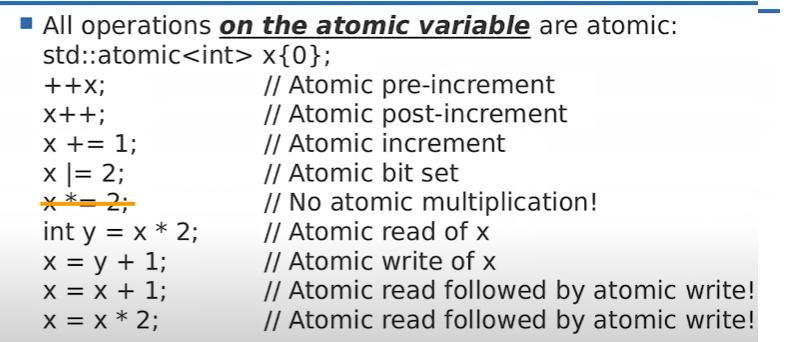 All operations on the atomic variable are atomic:
std::atomic<int> x{0};
++x; // Atomic pre-increment
x++; // Atomic post-increment
x += 1; // Atomic increment
x |= 2; // Atomic bit set
x *= 2; // No atomic multiplication!
int y = x * 2; // Atomic read of x
x = y + 1; // Atomic write of x
x = x + 1; // Atomic read followed by atomic write!
x = x * 2; // Atomic read followed by atomic write!